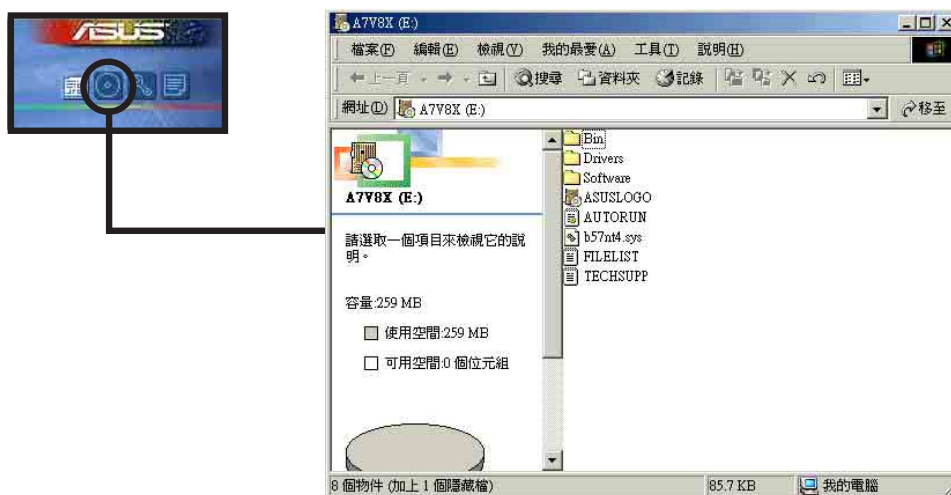 ASUS
A7V8X (E:)
檔案(F) 編輯(E) 檢視(V) 我的最愛(A) 工具(T) 說明(H)
上一頁 搜尋 資料夾 記錄
網址(D) A7V8X (E:) 移至
A7V8X (E:)
請選取一個項目來檢視它的說
明。
容量:259 MB
使用空間:259 MB
可用空間:0 個位元組
Bin
Drivers
Software
ASUSLOGO
AUTORUN
b57nt4.sys
FILELIST
TECHSUPP
8 個物件 (加上 1 個隱藏檔) 85.7 KB 我的電腦